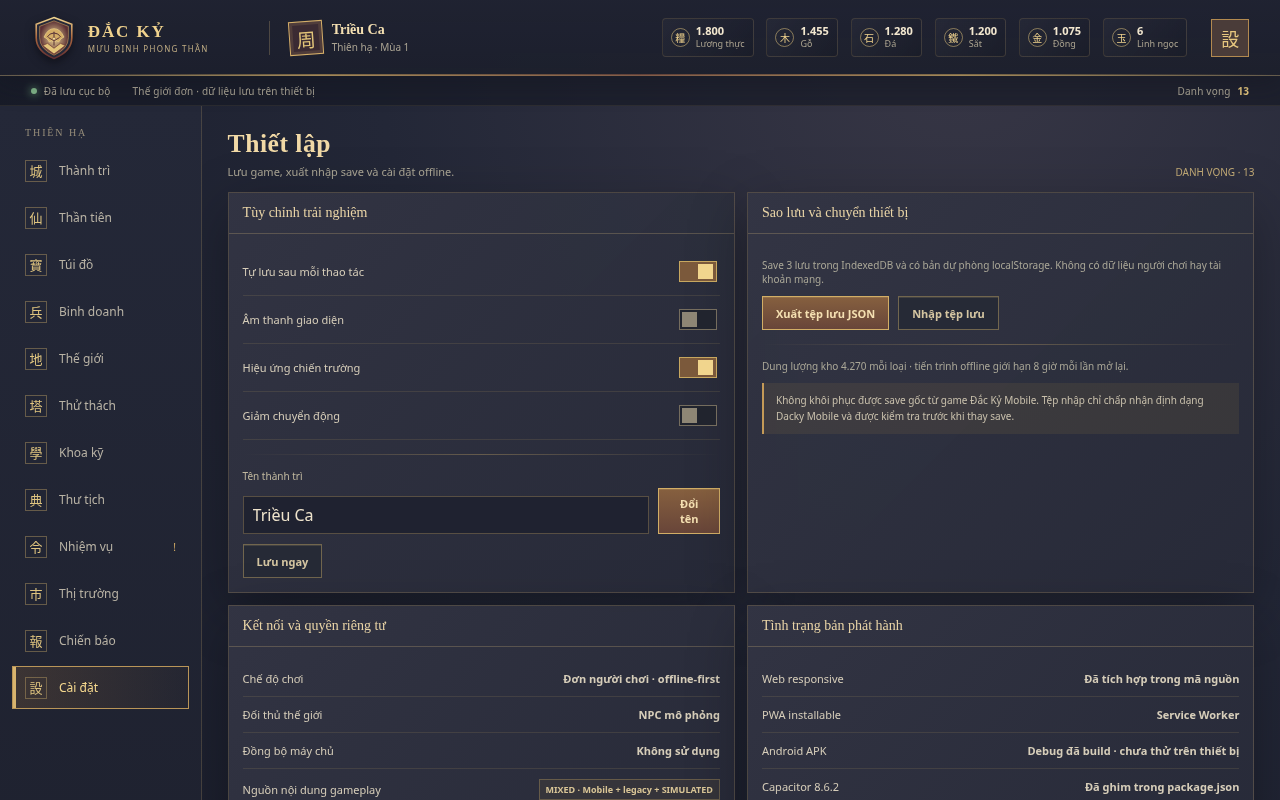 ĐẮC KỶ
MƯU ĐỊNH PHONG THẦN
周
Triều Ca
Thiên hạ · Mùa 1
糧 1.800 Lương thực
木 1.455 Gỗ
石 1.280 Đá
鐵 1.200 Sắt
金 1.075 Đồng
玉 6 Linh ngọc
設
Đã lưu cục bộ
Thế giới đơn · dữ liệu lưu trên thiết bị
Danh vọng 13
THIÊN HẠ
城 Thành trì
仙 Thần tiên
寶 Túi đồ
兵 Binh doanh
地 Thế giới
塔 Thử thách
學 Khoa kỹ
典 Thư tịch
令 Nhiệm vụ !
市 Thị trường
報 Chiến báo
設 Cài đặt
Thiết lập
Lưu game, xuất nhập save và cài đặt offline.
DANH VỌNG · 13
Tùy chỉnh trải nghiệm
Tự lưu sau mỗi thao tác
Âm thanh giao diện
Hiệu ứng chiến trường
Giảm chuyển động
Tên thành trì
Triều Ca
Đổi
tên
Lưu ngay
Sao lưu và chuyển thiết bị
Save 3 lưu trong IndexedDB và có bản dự phòng localStorage. Không có dữ liệu người chơi hay tài
khoản mạng.
Xuất tệp lưu JSON
Nhập tệp lưu
Dung lượng kho 4.270 mỗi loại · tiến trình offline giới hạn 8 giờ mỗi lần mở lại.
Không khôi phục được save gốc từ game Đắc Kỷ Mobile. Tệp nhập chỉ chấp nhận định dạng
Dacky Mobile và được kiểm tra trước khi thay save.
Kết nối và quyền riêng tư
Chế độ chơi Đơn người chơi · offline-first
Đối thủ thế giới NPC mô phỏng
Đồng bộ máy chủ Không sử dụng
Nguồn nội dung gameplay MIXED · Mobile + legacy + SIMULATED
Tình trạng bản phát hành
Web responsive Đã tích hợp trong mã nguồn
PWA installable Service Worker
Android APK Debug đã build · chưa thử trên thiết bị
Capacitor 8.6.2 Đã ghim trong package.json